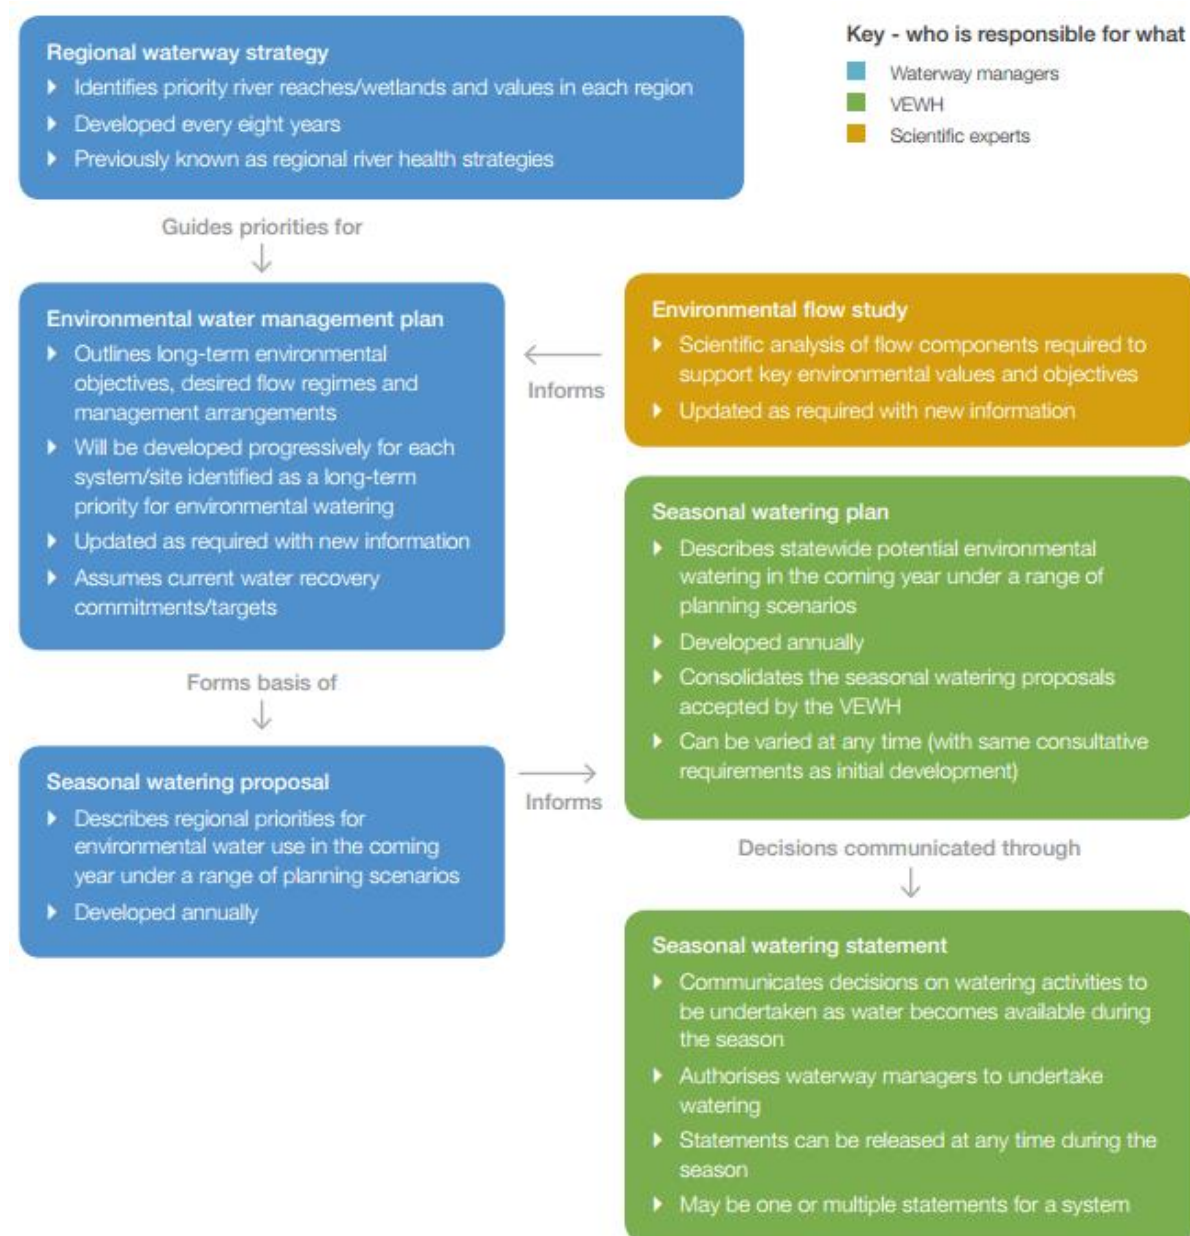 Regional waterway strategy
Identifies priority river reaches/wetlands and values in each region
Developed every eight years
Previously known as regional river health strategies
Key - who is responsible for what
Waterway managers
VEWH
Scientific experts
Guides priorities for
Environmental water management plan
Outlines long-term environmental
objectives, desired flow regimes and
management arrangements
Will be developed progressively for each
system/site identified as a long-term
priority for environmental watering
Updated as required with new information
Assumes current water recovery
commitments/targets
Informs
Environmental flow study
Scientific analysis of flow components required to
support key environmental values and objectives
Updated as required with new information
Forms basis of
Seasonal watering proposal
Describes regional priorities for
environmental water use in the coming
year under a range of planning scenarios
Developed annually
Informs
Seasonal watering plan
Describes statewide potential environmental
watering in the coming year under a range of
planning scenarios
Developed annually
Consolidates the seasonal watering proposals
accepted by the VEWH
Can be varied at any time (with same consultative
requirements as initial development)
Decisions communicated through
Seasonal watering statement
Communicates decisions on watering activities to
be undertaken as water becomes available during
the season
Authorises waterway managers to undertake
watering
Statements can be released at any time during the
season
May be one or multiple statements for a system